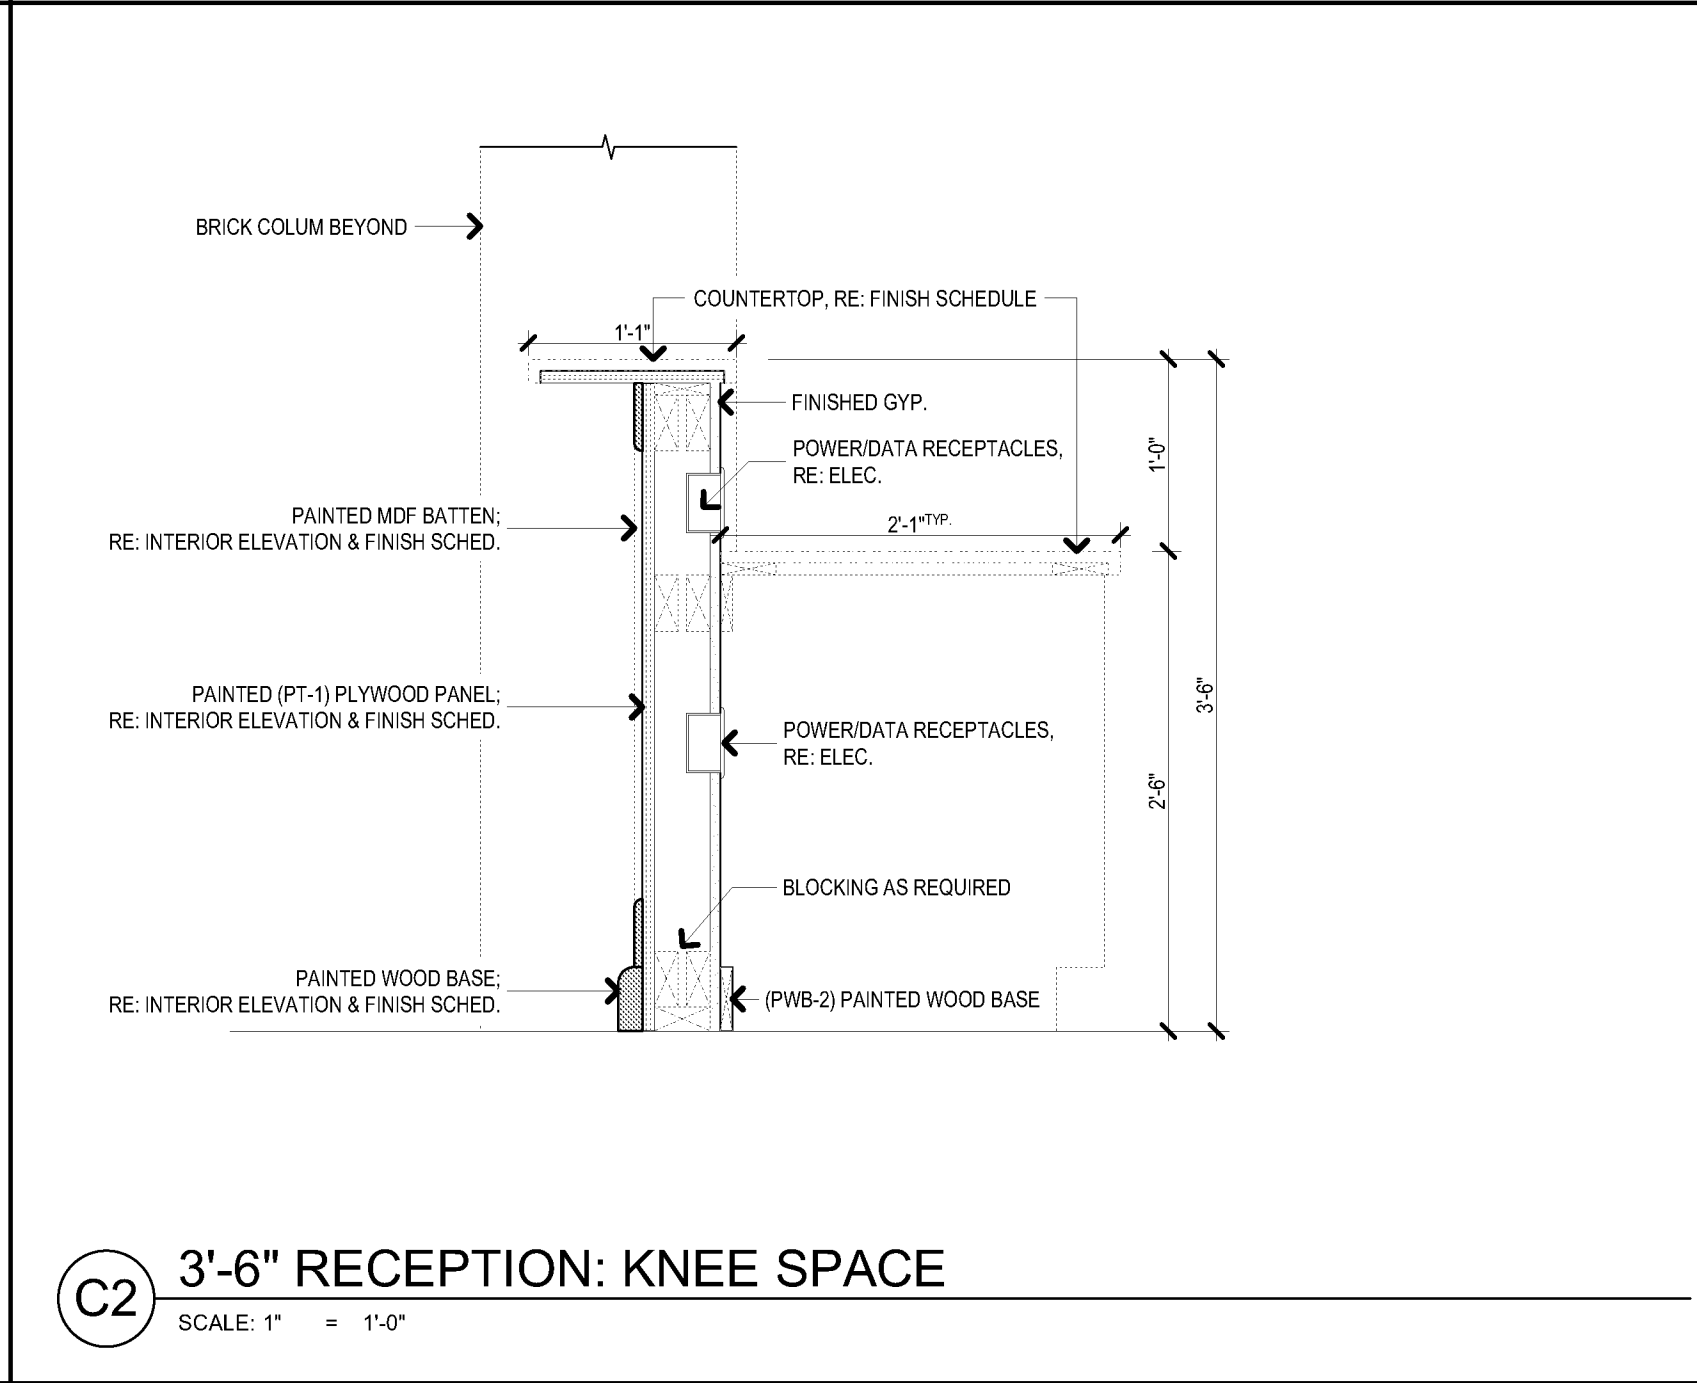 BRICK COLUM BEYOND
COUNTERTOP, RE: FINISH SCHEDULE
1'-1"
FINISHED GYP.
POWER/DATA RECEPTACLES,
RE: ELEC.
1'-0"
PAINTED MDF BATTEN;
RE: INTERIOR ELEVATION & FINISH SCHED.
2'-1" TYP.
PAINTED (PT-1) PLYWOOD PANEL;
RE: INTERIOR ELEVATION & FINISH SCHED.
3'-6"
POWER/DATA RECEPTACLES,
RE: ELEC.
2'-6"
BLOCKING AS REQUIRED
PAINTED WOOD BASE;
RE: INTERIOR ELEVATION & FINISH SCHED.
(PWB-2) PAINTED WOOD BASE
C2
3'-6" RECEPTION: KNEE SPACE
SCALE: 1" = 1'-0"